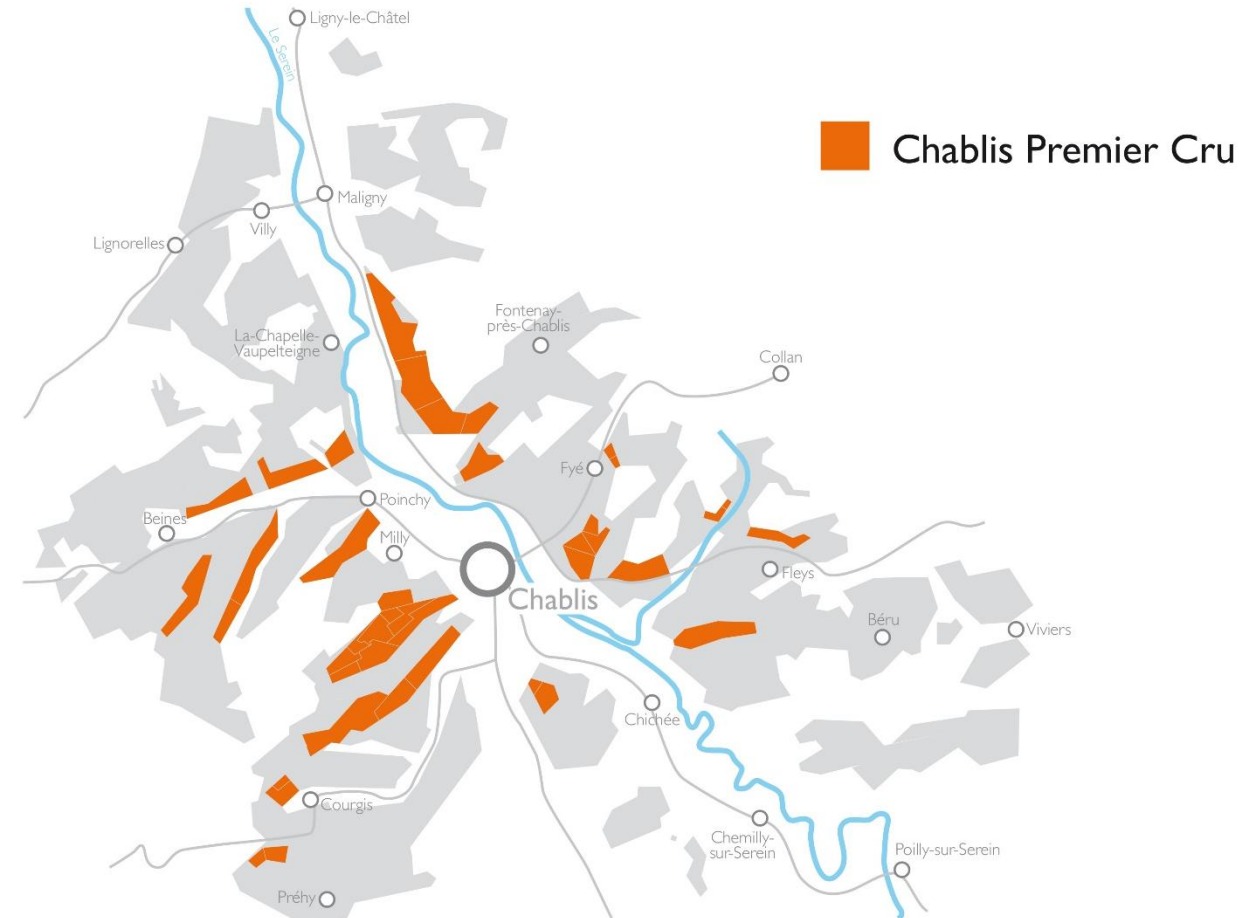 Ligny-le-Châtel
Le Serein
Chablis Premier Cru
Maligny
Villy
Lignorelles
Fontenay-
près-Chablis
La-Chapelle-
Vaupelteigne
Collan
Fyé
Poinchy
Beines
Milly
Fleys
Chablis
Béru
Viviers
Chichée
Courgis
Chemilly-
sur-Serein
Poilly-sur-Serein
Préhy